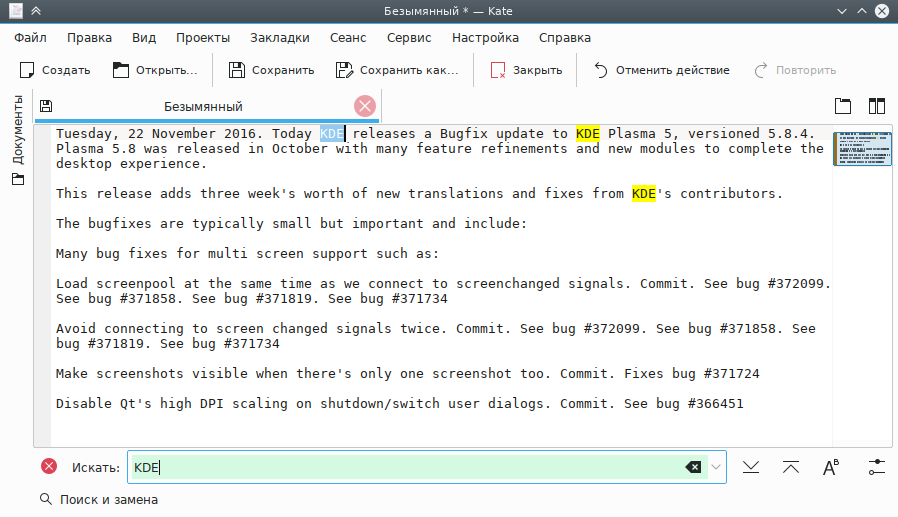 Безымянный * — Kate
Файл Правка Вид Проекты Закладки Сеанс Сервис Настройка Справка
Создать Открыть... Сохранить Сохранить как... Закрыть Отменить действие Повторить
Документы
Безымянный
Tuesday, 22 November 2016. Today KDE releases a Bugfix update to KDE Plasma 5, versioned 5.8.4.
Plasma 5.8 was released in October with many feature refinements and new modules to complete the
desktop experience.
This release adds three week's worth of new translations and fixes from KDE's contributors.
The bugfixes are typically small but important and include:
Many bug fixes for multi screen support such as:
Load screenpool at the same time as we connect to screenchanged signals. Commit. See bug #372099.
See bug #371858. See bug #371819. See bug #371734
Avoid connecting to screen changed signals twice. Commit. See bug #372099. See bug #371858. See
bug #371819. See bug #371734
Make screenshots visible when there's only one screenshot too. Commit. Fixes bug #371724
Disable Qt's high DPI scaling on shutdown/switch user dialogs. Commit. See bug #366451
Искать: KDE
Поиск и замена